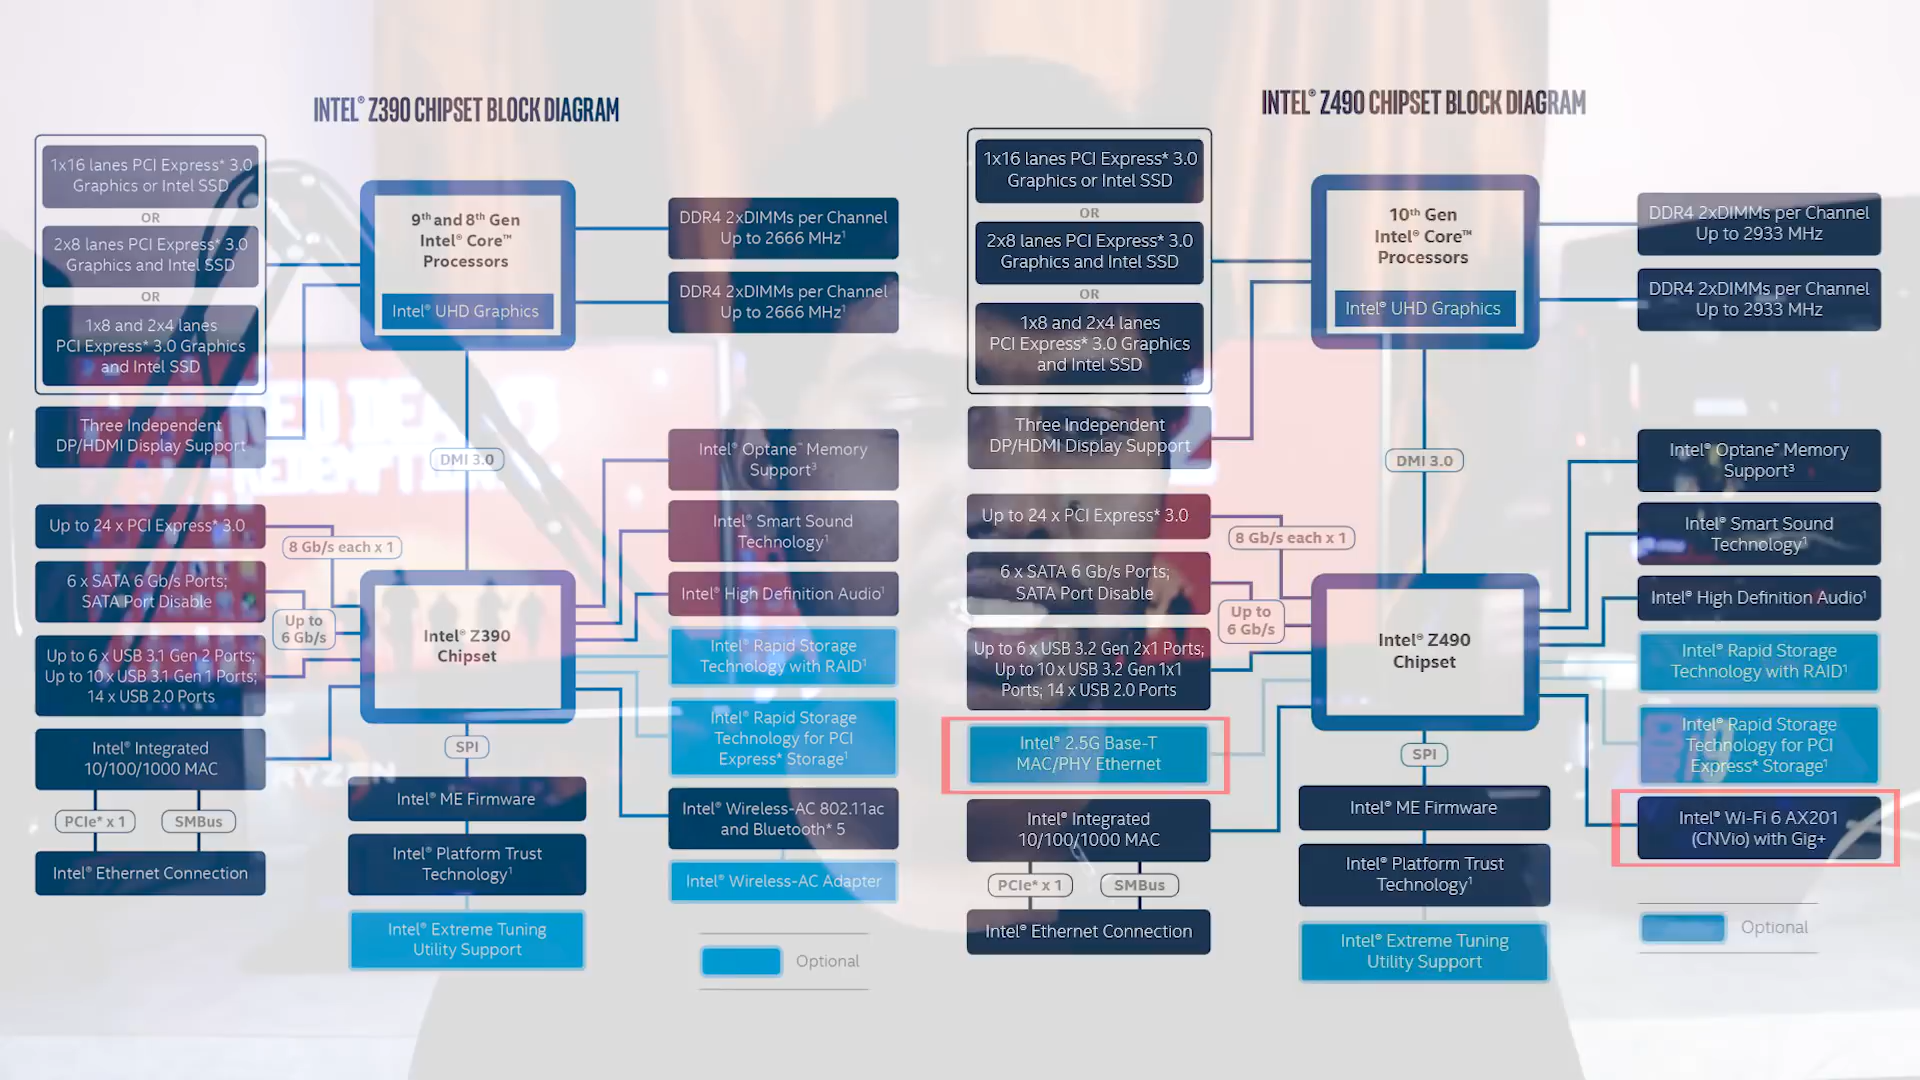 INTEL® Z390 CHIPSET BLOCK DIAGRAM
1x16 lanes PCI Express* 3.0
Graphics or Intel SSD
OR
2x8 lanes PCI Express* 3.0
Graphics and Intel SSD
OR
1x8 and 2x4 lanes
PCI Express* 3.0 Graphics
and Intel SSD
Three Independent
DP/HDMI Display Support
9th and 8th Gen
Intel® Core™
Processors
Intel® UHD Graphics
DDR4 2xDIMMs per Channel
Up to 2666 MHz¹
DDR4 2xDIMMs per Channel
Up to 2666 MHz¹
DMI 3.0
Up to 24 x PCI Express* 3.0
8 Gb/s each x 1
6 x SATA 6 Gb/s Ports;
SATA Port Disable
Up to
6 Gb/s
Up to 6 x USB 3.1 Gen 2 Ports;
Up to 10 x USB 3.1 Gen 1 Ports;
14 x USB 2.0 Ports
Intel® Integrated
10/100/1000 MAC
PCIe* x 1
SMBus
Intel® Ethernet Connection
Intel® Z390
Chipset
SPI
Intel® ME Firmware
Intel® Platform Trust
Technology¹
Intel® Extreme Tuning
Utility Support
Intel® Optane™ Memory
Support³
Intel® Smart Sound
Technology¹
Intel® High Definition Audio¹
Intel® Rapid Storage
Technology with RAID¹
Intel® Rapid Storage
Technology for PCI
Express* Storage¹
Intel® Wireless-AC 802.11ac
and Bluetooth* 5
Intel® Wireless-AC Adapter
Optional
RED DEAD
REDEMPTION
RYZEN
INTEL® Z490 CHIPSET BLOCK DIAGRAM
1x16 lanes PCI Express* 3.0
Graphics or Intel SSD
OR
2x8 lanes PCI Express* 3.0
Graphics and Intel SSD
OR
1x8 and 2x4 lanes
PCI Express* 3.0 Graphics
and Intel SSD
Three Independent
DP/HDMI Display Support
10th Gen
Intel® Core™
Processors
Intel® UHD Graphics
DDR4 2xDIMMs per Channel
Up to 2933 MHz
DDR4 2xDIMMs per Channel
Up to 2933 MHz
DMI 3.0
Up to 24 x PCI Express* 3.0
8 Gb/s each x 1
6 x SATA 6 Gb/s Ports;
SATA Port Disable
Up to
6 Gb/s
Up to 6 x USB 3.2 Gen 2x1 Ports;
Up to 10 x USB 3.2 Gen 1x1
Ports; 14 x USB 2.0 Ports
Intel® 2.5G Base-T
MAC/PHY Ethernet
Intel® Integrated
10/100/1000 MAC
PCIe* x 1
SMBus
Intel® Ethernet Connection
Intel® Z490
Chipset
SPI
Intel® ME Firmware
Intel® Platform Trust
Technology¹
Intel® Extreme Tuning
Utility Support
Intel® Optane™ Memory
Support³
Intel® Smart Sound
Technology¹
Intel® High Definition Audio¹
Intel® Rapid Storage
Technology with RAID¹
Intel® Rapid Storage
Technology for PCI
Express* Storage¹
Intel® Wi-Fi 6 AX201
(CNVio) with Gig+
Optional